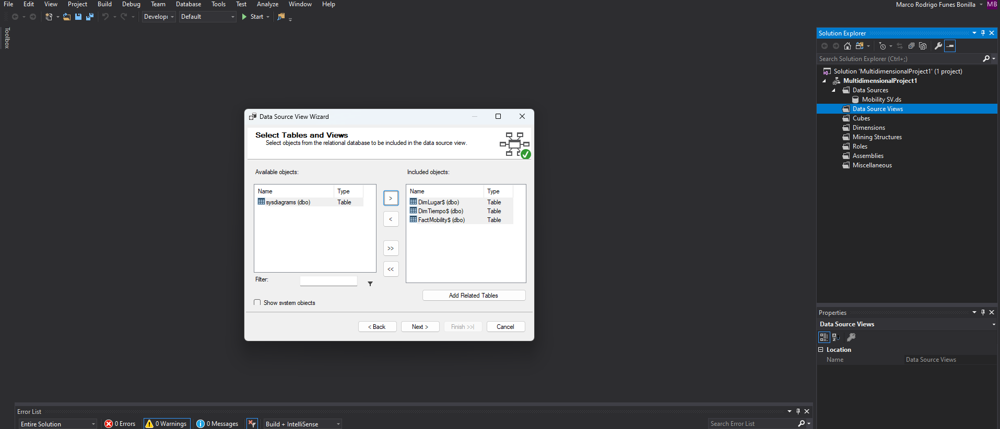 File Edit View Project Build Debug Team Database Tools Test Analyze Window Help
Marco Rodrigo Funes Bonilla MB
Develop Default Start
Toolbox
Solution Explorer
Search Solution Explorer (Ctrl+;)
Solution 'MultidimensionalProject1' (1 project)
MultidimensionalProject1
Data Sources
Mobility SV.ds
Data Source Views
Cubes
Dimensions
Mining Structures
Roles
Assemblies
Miscellaneous
Data Source View Wizard
Select Tables and Views
Select objects from the relational database to be included in the data source view.
Available objects:
Name Type
sysdiagrams (dbo) Table
>
<
>>
<<
Included objects:
Name Type
DimLugar$ (dbo) Table
DimTiempo$ (dbo) Table
FactMobility$ (dbo) Table
Filter:
Add Related Tables
Show system objects
< Back Next > Finish >>| Cancel
Properties
Data Source Views
Location
Name Data Source Views
Error List
Entire Solution 0 Errors 0 Warnings 0 Messages Build + IntelliSense Search Error List